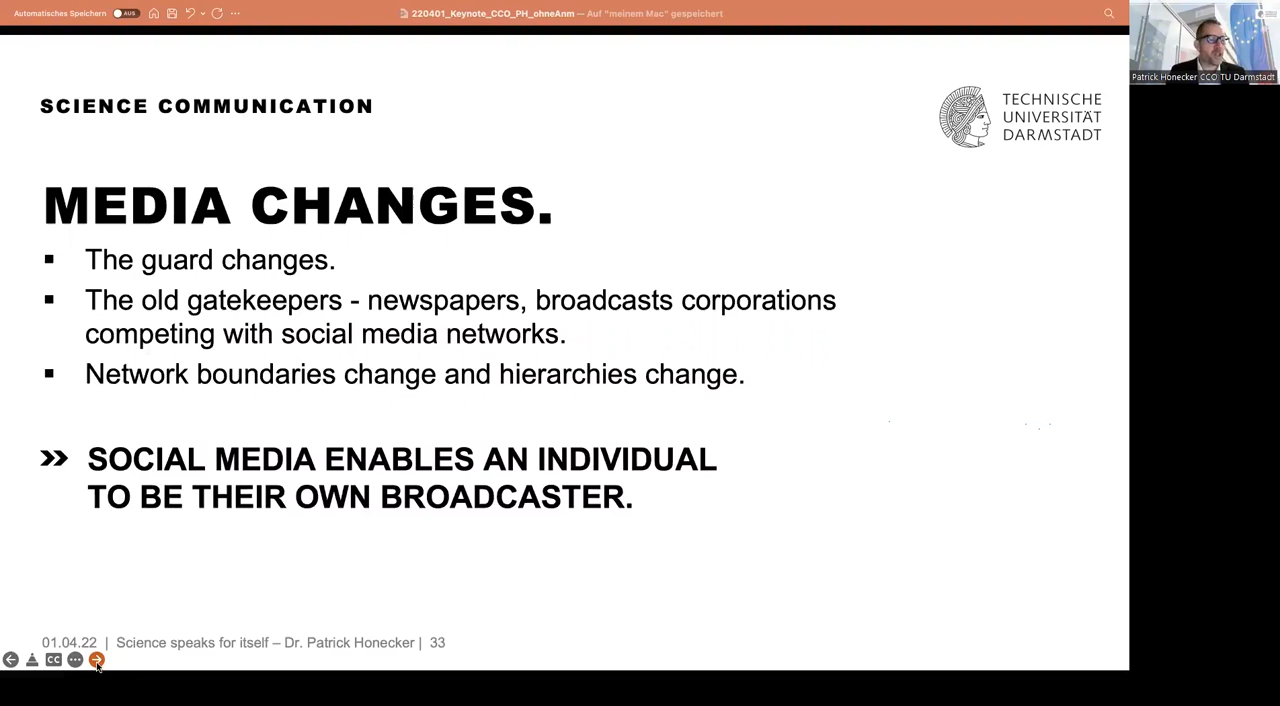 Automatisches Speichern AUS
220401_Keynote_CCO_PH_ohneAnm — Auf "meinem Mac" gespeichert
Patrick Honecker CCO TU Darmstadt
SCIENCE COMMUNICATION
TECHNISCHE
UNIVERSITÄT
DARMSTADT
MEDIA CHANGES.
▪ The guard changes.
▪ The old gatekeepers - newspapers, broadcasts corporations
competing with social media networks.
▪ Network boundaries change and hierarchies change.
SOCIAL MEDIA ENABLES AN INDIVIDUAL
TO BE THEIR OWN BROADCASTER.
01.04.22 | Science speaks for itself – Dr. Patrick Honecker | 33
CC